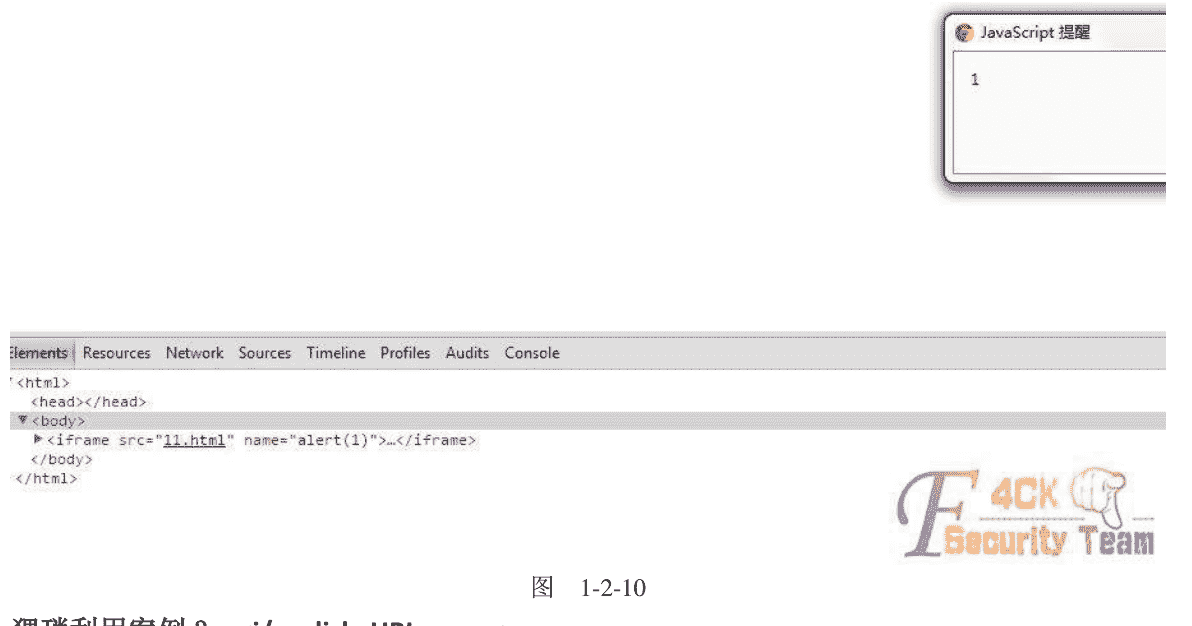 JavaScript 提醒
1
Elements Resources Network Sources Timeline Profiles Audits Console
<html>
<head></head>
▼<body>
▶<iframe src="11.html" name="alert(1)">…</iframe>
</body>
</html>
F4CK
Security Team
图 1-2-10